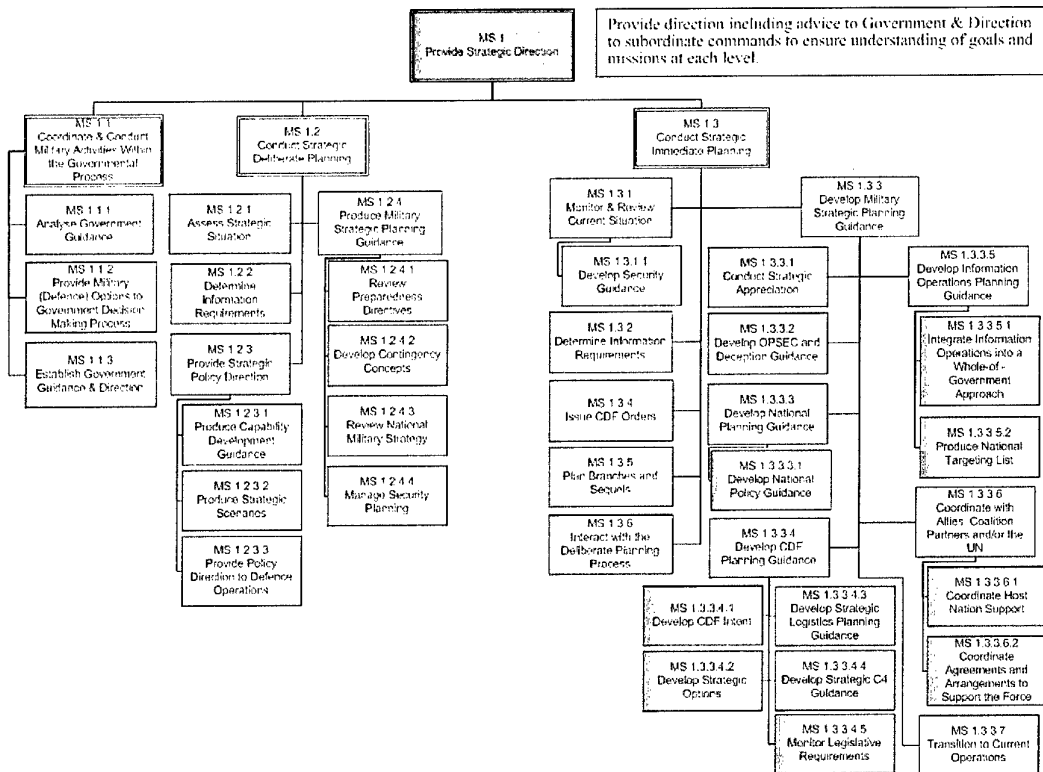 MS 1
Provide Strategic Direction
Provide direction including advice to Government & Direction
to subordinate commands to ensure understanding of goals and
missions at each level.
MS 1.1
Coordinate & Conduct
Military Activities Within
the Governmental
Process
MS 1.2
Conduct Strategic
Deliberate Planning
MS 1.3
Conduct Strategic
Immediate Planning
MS 1.1.1
Analyse Government
Guidance
MS 1.1.2
Provide Military
(Defence) Options to
Government Decision
Making Process
MS 1.1.3
Establish Government
Guidance & Direction
MS 1.2.1
Assess Strategic
Situation
MS 1.2.2
Determine
Information
Requirements
MS 1.2.3
Provide Strategic
Policy Direction
MS 1.2.3.1
Produce Capability
Development
Guidance
MS 1.2.3.2
Produce Strategic
Scenarios
MS 1.2.3.3
Provide Policy
Direction to Defence
Operations
MS 1.2.4
Produce Military
Strategic Planning
Guidance
MS 1.2.4.1
Review
Preparedness
Directives
MS 1.2.4.2
Develop Contingency
Concepts
MS 1.2.4.3
Review National
Military Strategy
MS 1.2.4.4
Manage Security
Planning
MS 1.3.1
Monitor & Review
Current Situation
MS 1.3.1.1
Develop Security
Guidance
MS 1.3.2
Determine Information
Requirements
MS 1.3.4
Issue CDF Orders
MS 1.3.5
Plan Branches and
Sequels
MS 1.3.6
Interact with the
Deliberate Planning
Process
MS 1.3.3
Develop Military
Strategic Planning
Guidance
MS 1.3.3.1
Conduct Strategic
Appreciation
MS 1.3.3.2
Develop OPSEC and
Deception Guidance
MS 1.3.3.3
Develop National
Planning Guidance
MS 1.3.3.3.1
Develop National
Policy Guidance
MS 1.3.3.4
Develop CDF
Planning Guidance
MS 1.3.3.4.1
Develop CDF Intent
MS 1.3.3.4.2
Develop Strategic
Options
MS 1.3.3.4.3
Develop Strategic
Logistics Planning
Guidance
MS 1.3.3.4.4
Develop Strategic C4
Guidance
MS 1.3.3.4.5
Monitor Legislative
Requirements
MS 1.3.3.5
Develop Information
Operations Planning
Guidance
MS 1.3.3.5.1
Integrate Information
Operations into a
Whole-of -
Government
Approach
MS 1.3.3.5.2
Produce National
Targeting List
MS 1.3.3.6
Coordinate with
Allies, Coalition
Partners and/or the
UN
MS 1.3.3.6.1
Coordinate Host
Nation Support
MS 1.3.3.6.2
Coordinate
Agreements and
Arrangements to
Support the Force
MS 1.3.3.7
Transition to Current
Operations